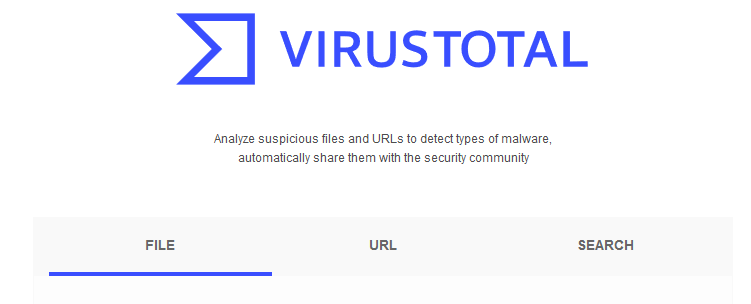 VIRUSTOTAL
Analyze suspicious files and URLs to detect types of malware,
automatically share them with the security community
FILE
URL
SEARCH